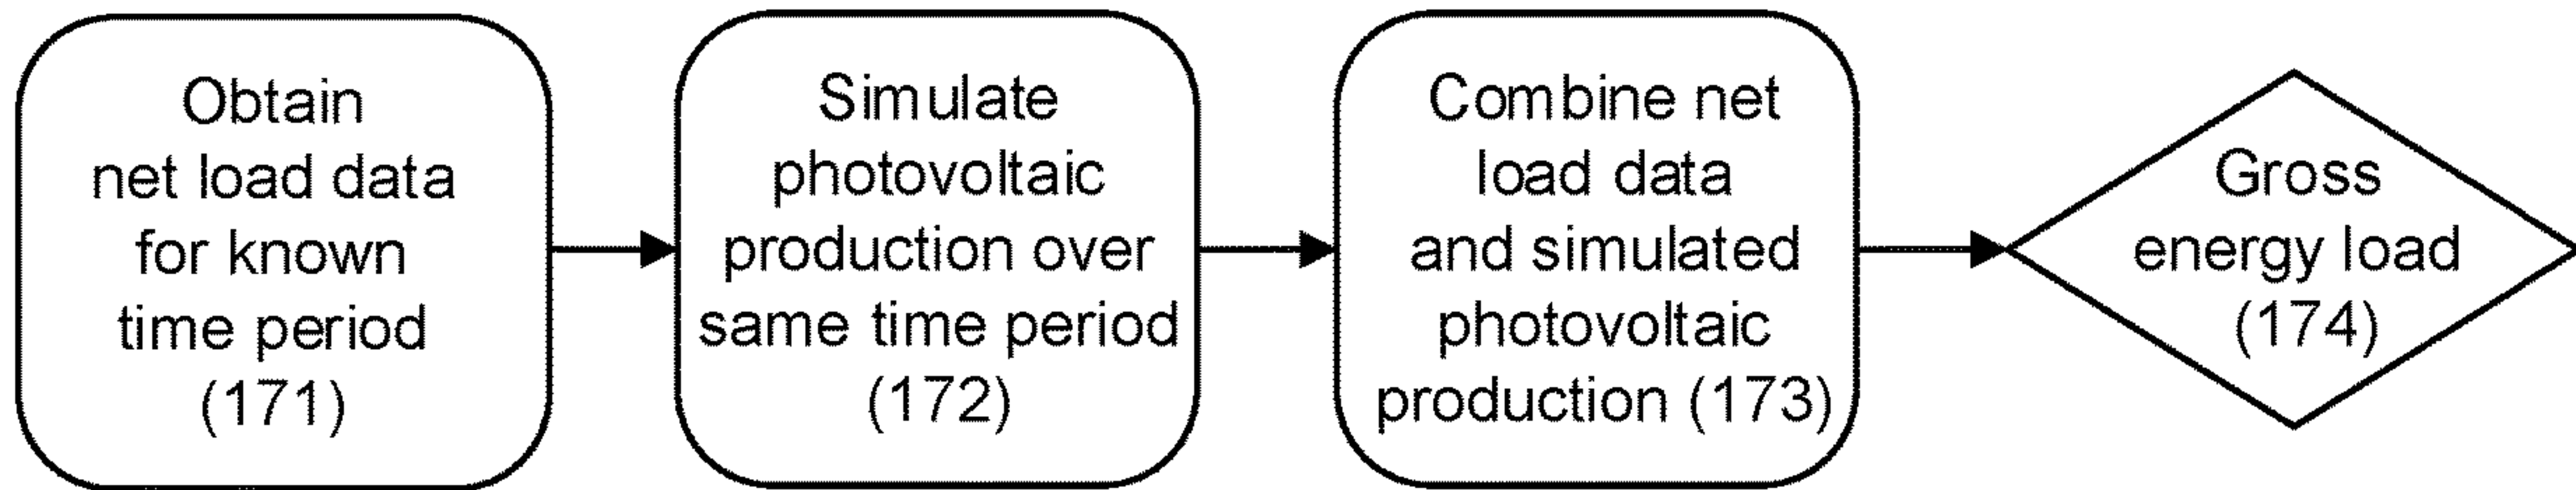 Obtain
net load data
for known
time period
(171)
Simulate
photovoltaic
production over
same time period
(172)
Combine net
load data
and simulated
photovoltaic
production (173)
Gross
energy load
(174)